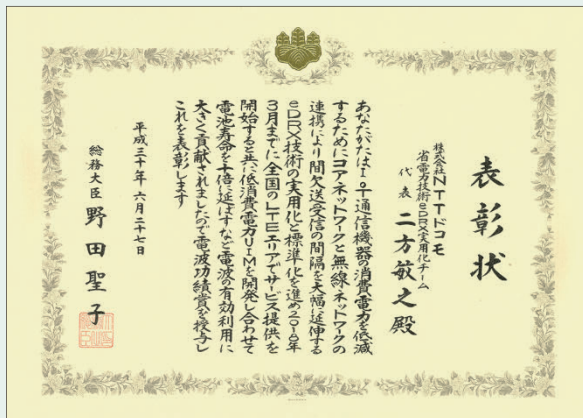 表彰状
株式会社NTTドコモ
省電力技術eDRX実用化チーム
代表 二方敏之殿
あなたがたはIoT通信機器の消費電力を低減
するためにコアネットワークと無線ネットワークの
連携により間欠送受信の間隔を大幅に延伸する
eDRX技術の実用化と標準化を進め2018年
3月までに全国のLTEエリアでサービス提供を
開始すると共に低消費電力UIMを開発し合わせて
電池寿命を十倍に延ばすなど電波の有効利用に
大きく貢献されましたので電波功績賞を授与し
これを表彰します
平成三十年六月二十七日
総務大臣 野田聖子